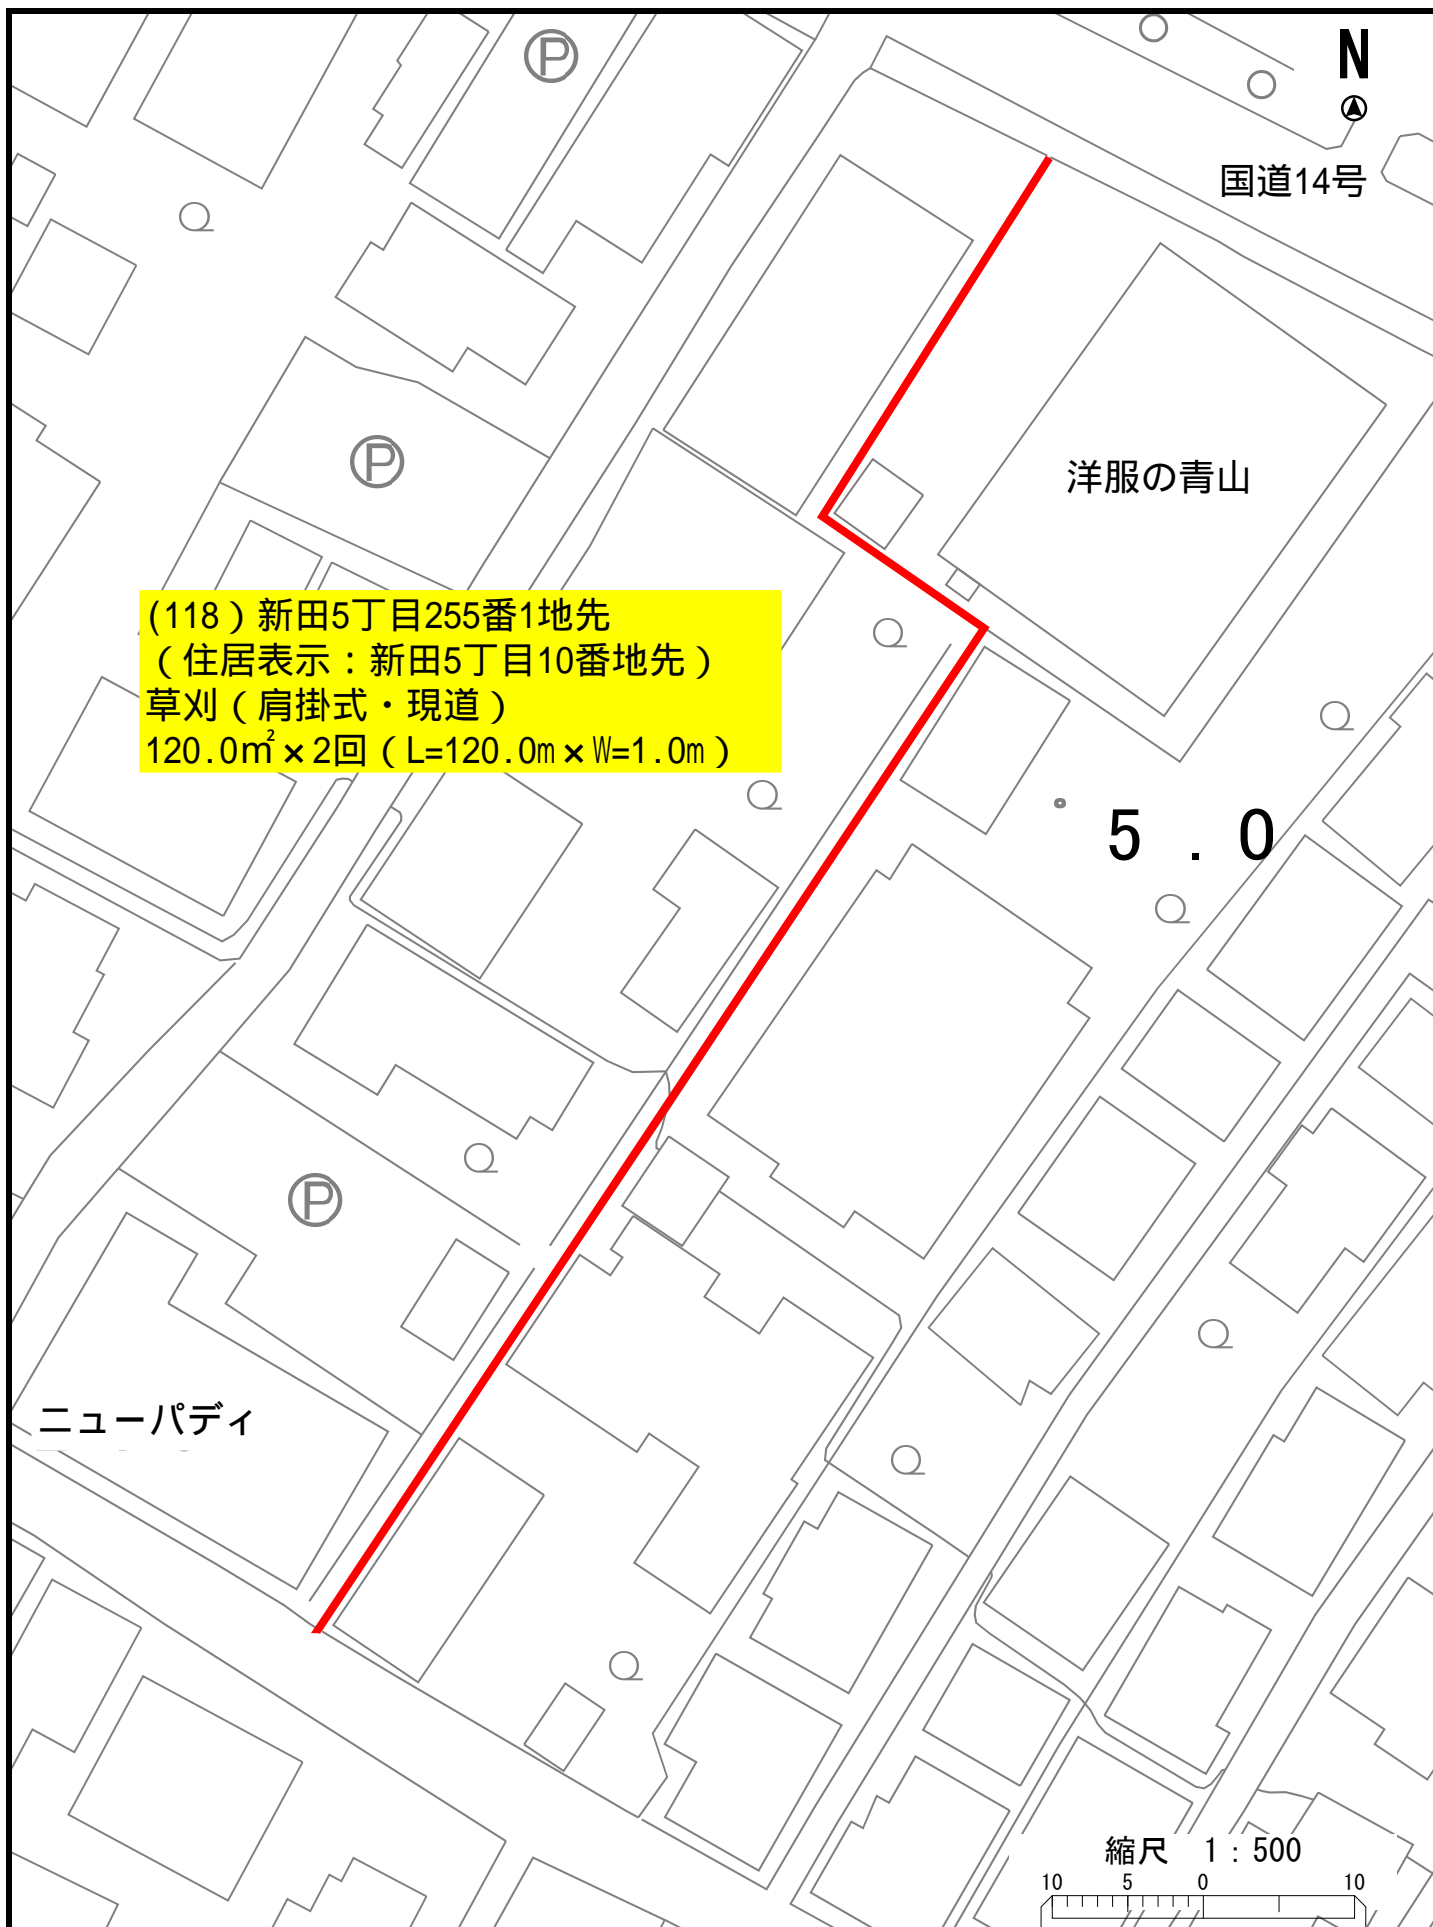 Ⓟ
N
国道14号
Ⓟ
洋服の青山
(118）新田5丁目255番1地先
（住居表示：新田5丁目10番地先）
草刈（肩掛式・現道）
120.0㎡×2回（L=120.0m×W=1.0m）
5.0
Ⓟ
ニューパディ
縮尺 1：500
10 5 0 10